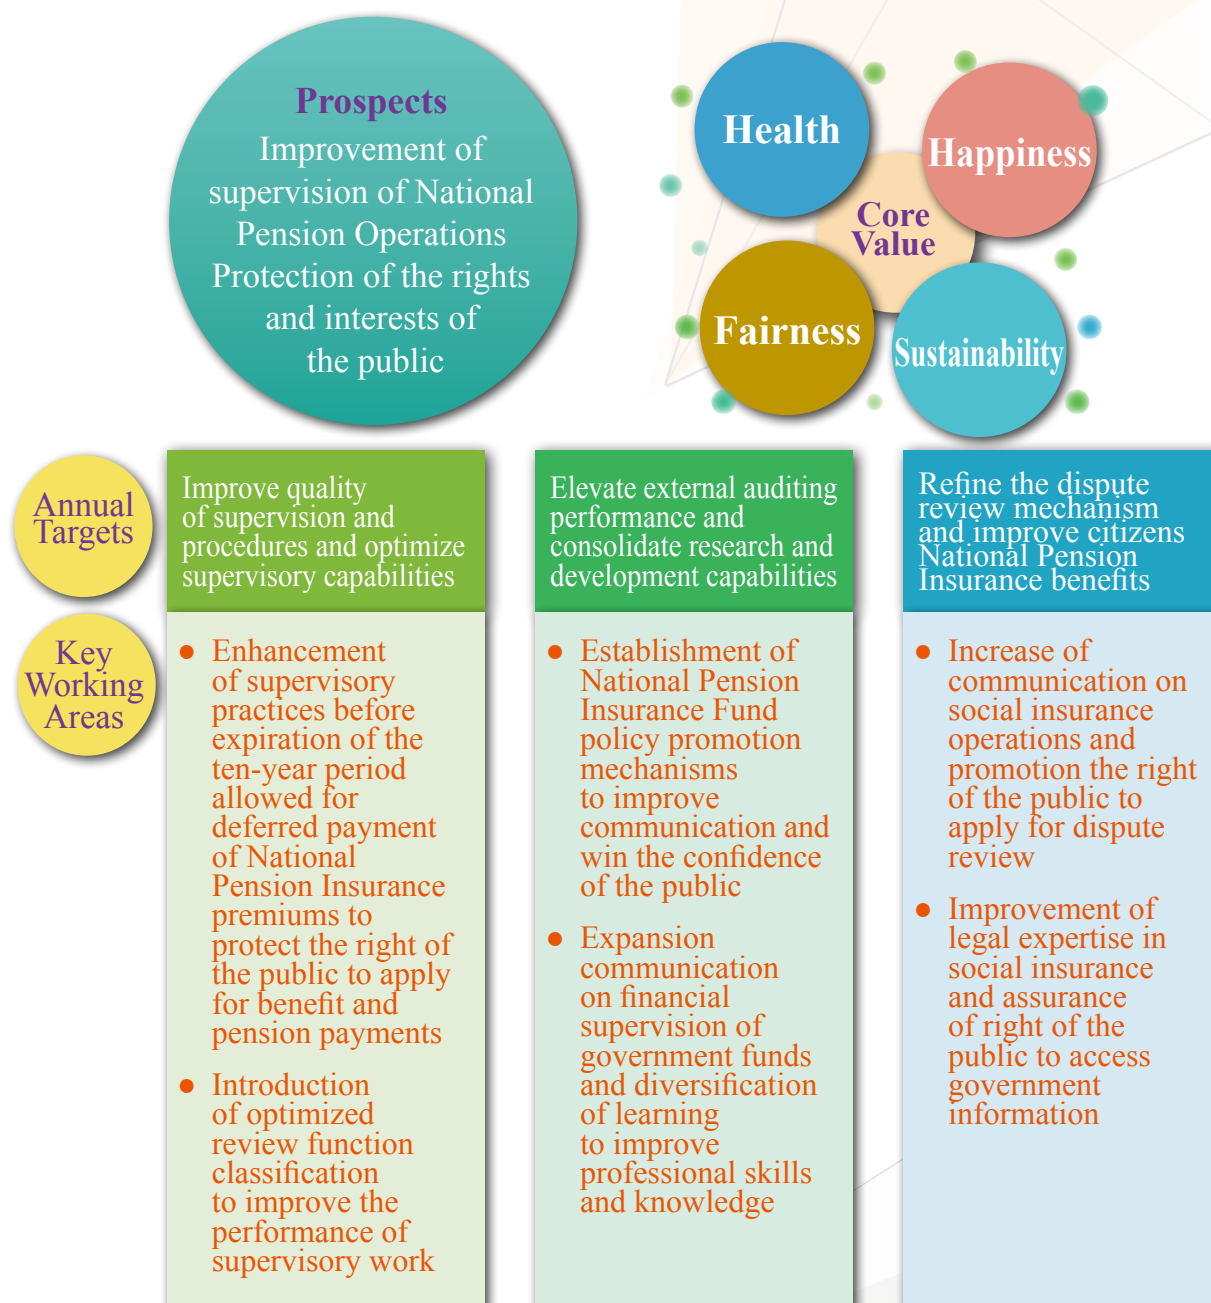 Prospects
Improvement of
supervision of National
Pension Operations
Protection of the rights
and interests of
the public
Health
Happiness
Core
Value
Fairness
Sustainability
Annual
Targets
Improve quality
of supervision and
procedures and optimize
supervisory capabilities
Elevate external auditing
performance and
consolidate research and
development capabilities
Refine the dispute
review mechanism
and improve citizens
National Pension
Insurance benefits
Key
Working
Areas
● Enhancement
of supervisory
practices before
expiration of the
ten-year period
allowed for
deferred payment
of National
Pension Insurance
premiums to
protect the right of
the public to apply
for benefit and
pension payments
● Introduction
of optimized
review function
classification
to improve the
performance of
supervisory work
● Establishment of
National Pension
Insurance Fund
policy promotion
mechanisms
to improve
communication and
win the confidence
of the public
● Expansion
communication
on financial
supervision of
government funds
and diversification
of learning
to improve
professional skills
and knowledge
● Increase of
communication on
social insurance
operations and
promotion the right
of the public to
apply for dispute
review
● Improvement of
legal expertise in
social insurance
and assurance
of right of the
public to access
government
information